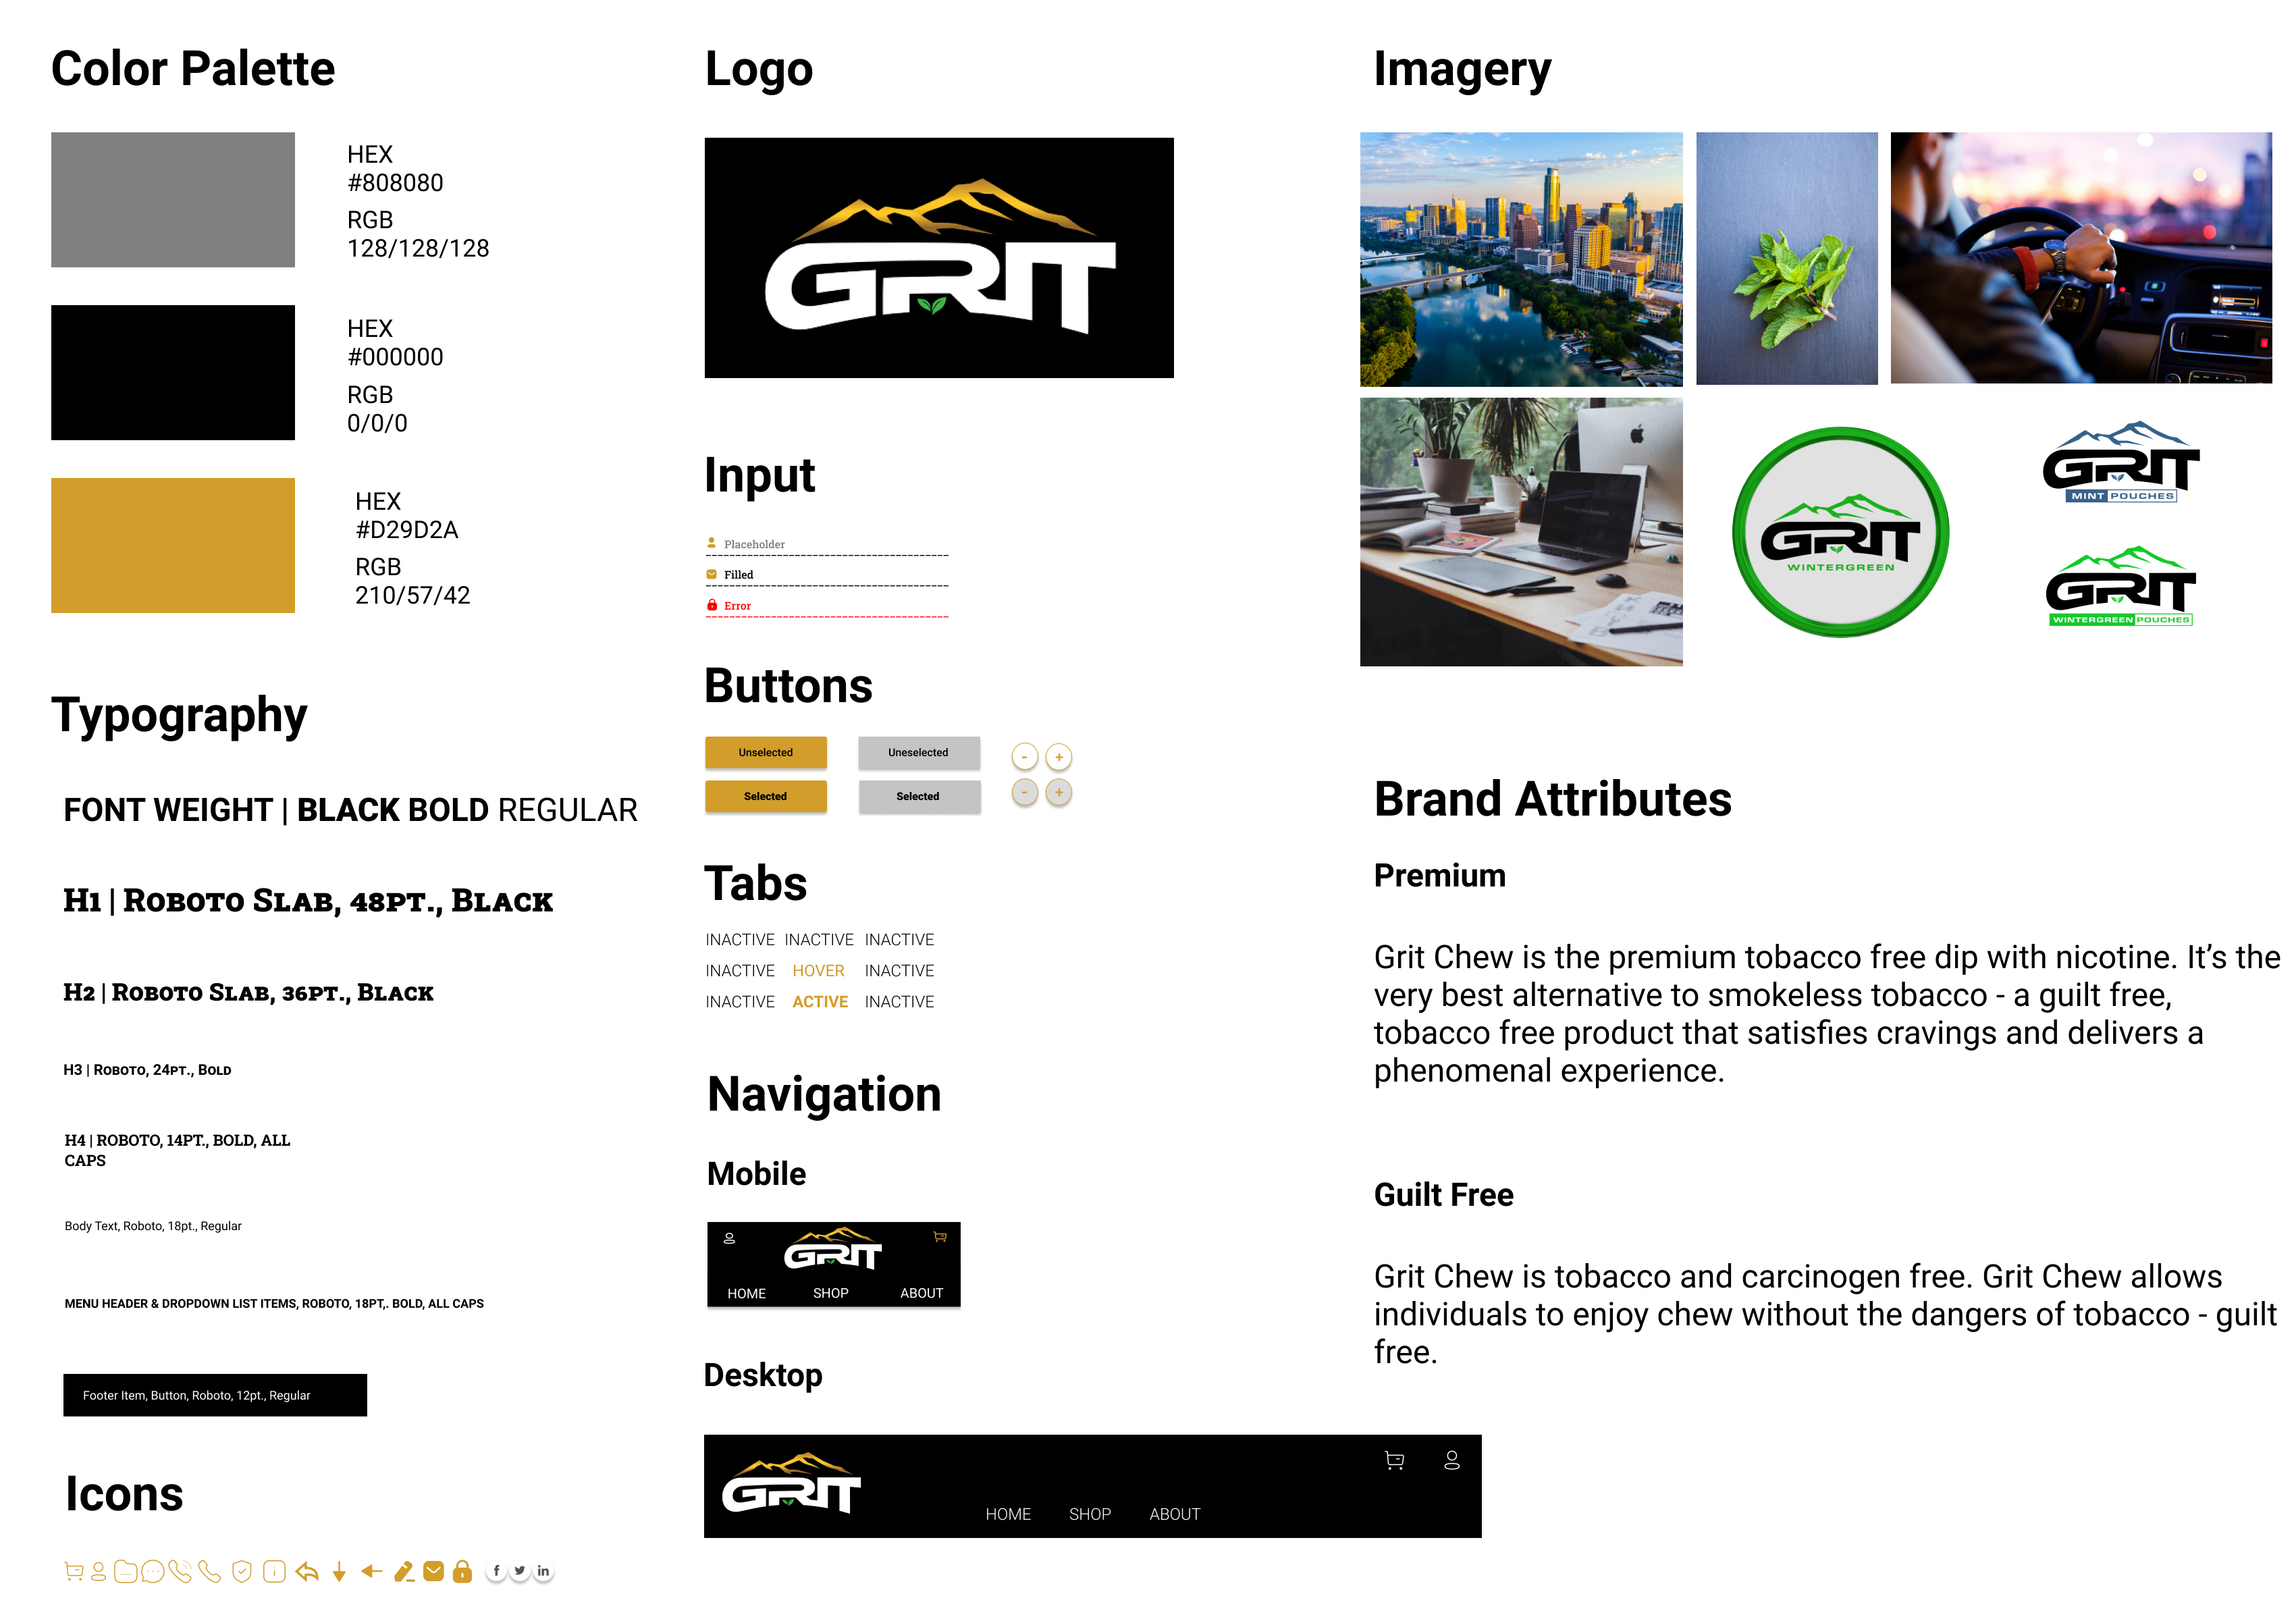 Color Palette
HEX
#808080
RGB
128/128/128
HEX
#000000
RGB
0/0/0
HEX
#D29D2A
RGB
210/57/42
Typography
FONT WEIGHT | BLACK BOLD REGULAR
H1 | Roboto Slab, 48pt., Black
H2 | Roboto Slab, 36pt., Black
H3 | Roboto, 24pt., Bold
H4 | ROBOTO, 14PT., BOLD, ALL
CAPS
Body Text, Roboto, 18pt., Regular
MENU HEADER & DROPDOWN LIST ITEMS, ROBOTO, 18PT,. BOLD, ALL CAPS
Footer Item, Button, Roboto, 12pt., Regular
Icons
f in
Logo
GRIT
Input
Placeholder
Filled
Error
Buttons
Unselected Uneselected - +
Selected Selected - +
Tabs
INACTIVE INACTIVE INACTIVE
INACTIVE HOVER INACTIVE
INACTIVE ACTIVE INACTIVE
Navigation
Mobile
GRIT
HOME SHOP ABOUT
Desktop
GRIT
HOME SHOP ABOUT
Imagery
GRIT
WINTERGREEN
GRIT
MINT POUCHES
GRIT
WINTERGREEN POUCHES
Brand Attributes
Premium
Grit Chew is the premium tobacco free dip with nicotine. It’s the
very best alternative to smokeless tobacco - a guilt free,
tobacco free product that satisfies cravings and delivers a
phenomenal experience.
Guilt Free
Grit Chew is tobacco and carcinogen free. Grit Chew allows
individuals to enjoy chew without the dangers of tobacco - guilt
free.